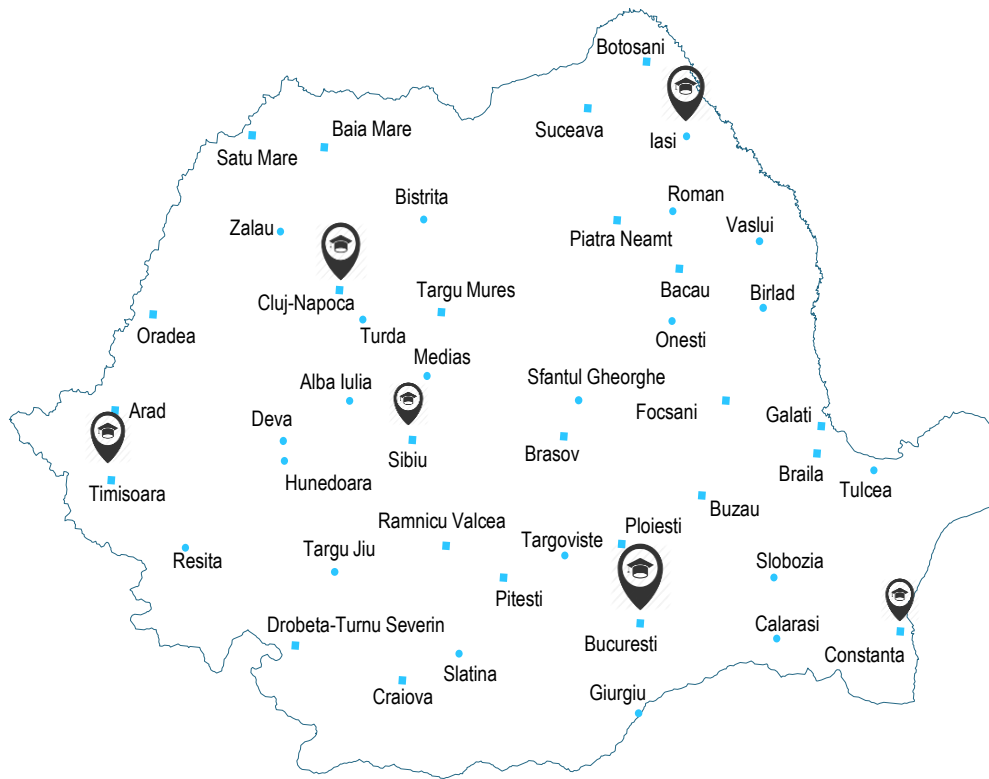 Botosani
Baia Mare
Suceava
Iasi
Satu Mare
Bistrita
Roman
Zalau
Vaslui
Piatra Neamt
Bacau
Targu Mures
Cluj-Napoca
Birlad
Oradea
Turda
Onesti
Medias
Alba Iulia
Sfantul Gheorghe
Arad
Focsani
Galati
Deva
Brasov
Sibiu
Braila
Hunedoara
Timisoara
Tulcea
Buzau
Ramnicu Valcea
Ploiesti
Targoviste
Targu Jiu
Resita
Slobozia
Pitesti
Drobeta-Turnu Severin
Calarasi
Bucuresti
Constanta
Slatina
Craiova
Giurgiu